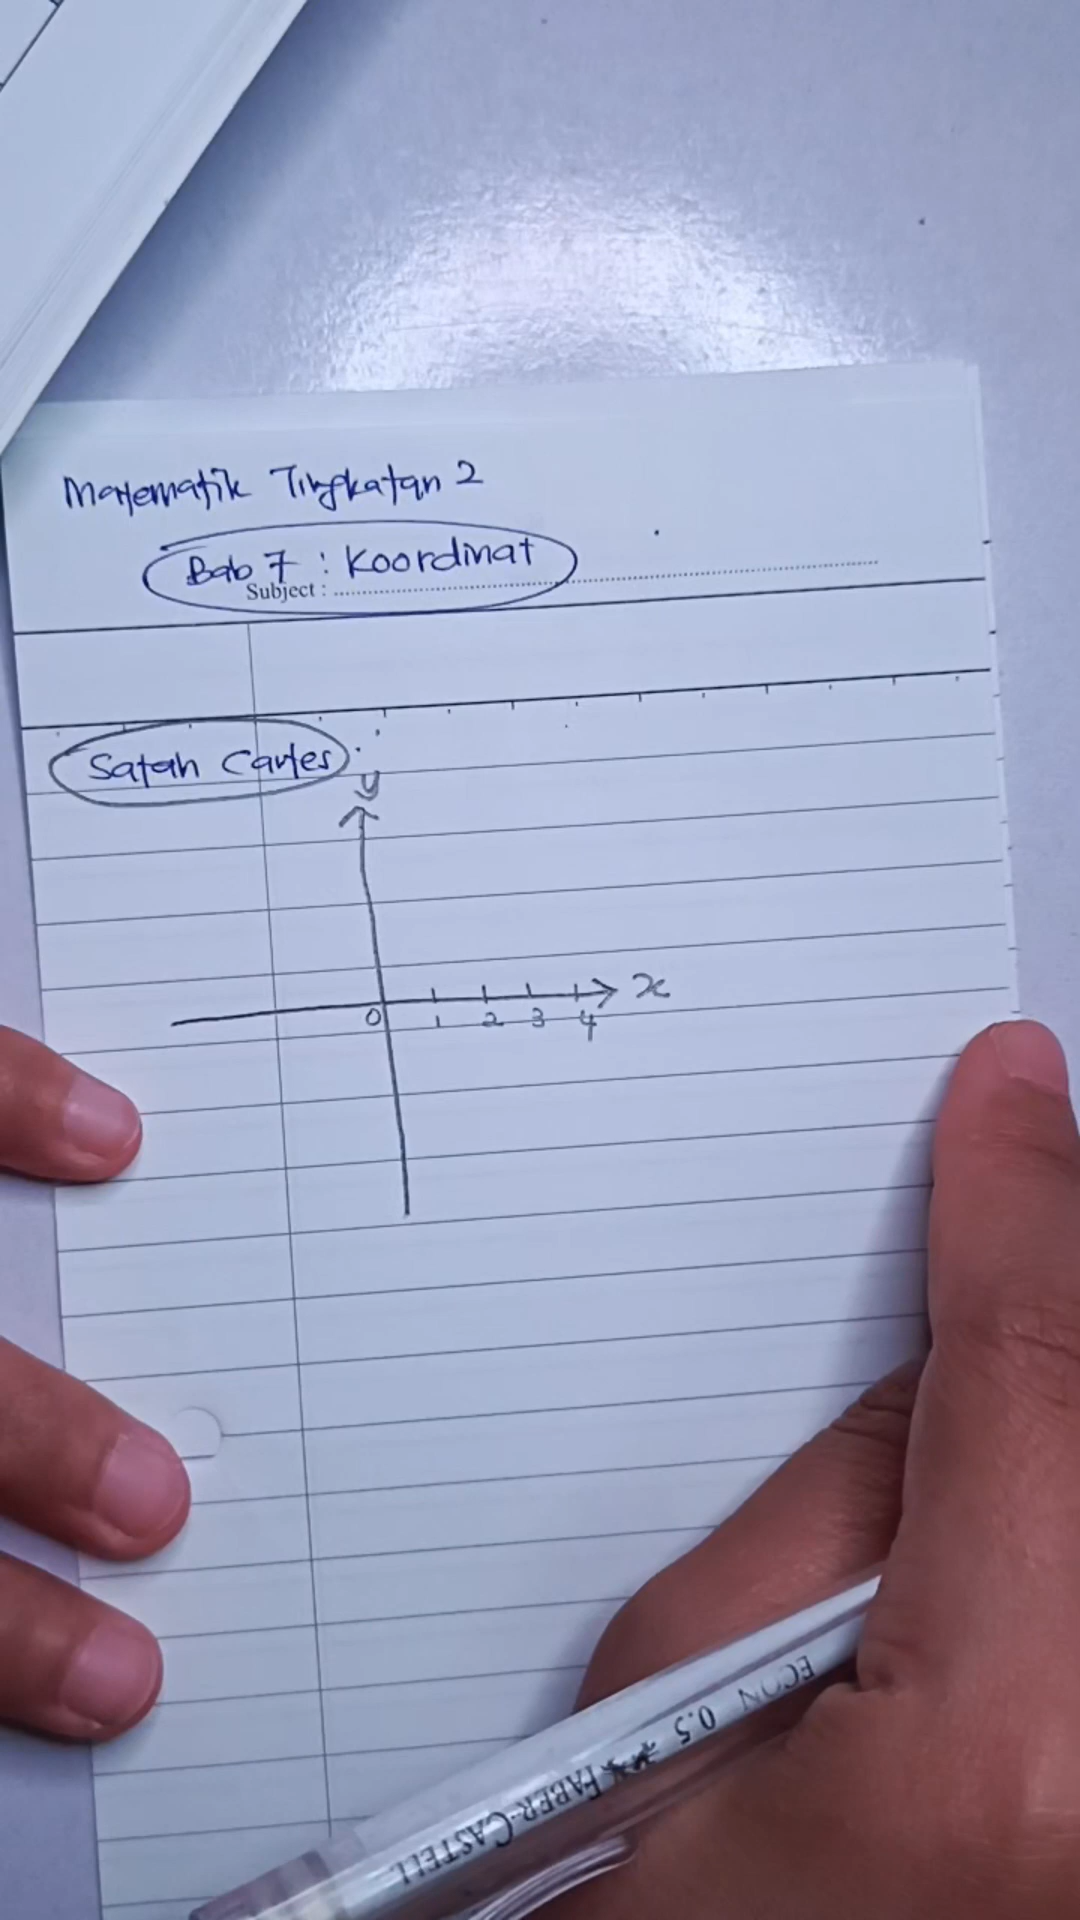 Matematik Tingkatan 2
Bab 7 : Koordinat
Subject :
Satah Cartes
y
x
0 1 2 3 4
ECON 0.5 FABER-CASTELL